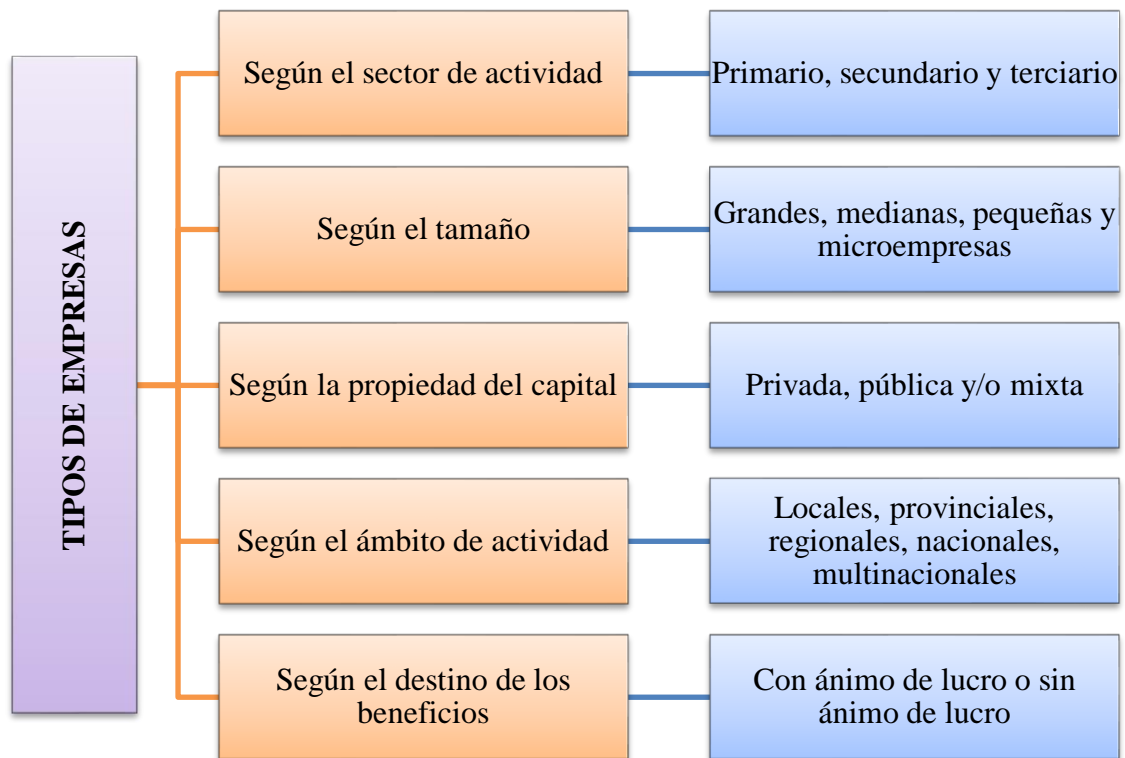 TIPOS DE EMPRESAS
Según el sector de actividad
Primario, secundario y terciario
Según el tamaño
Grandes, medianas, pequeñas y
microempresas
Según la propiedad del capital
Privada, pública y/o mixta
Según el ámbito de actividad
Locales, provinciales,
regionales, nacionales,
multinacionales
Según el destino de los
beneficios
Con ánimo de lucro o sin
ánimo de lucro